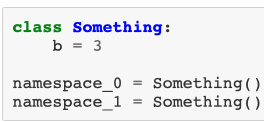 class Something:
    b = 3

namespace_0 = Something()
namespace_1 = Something()